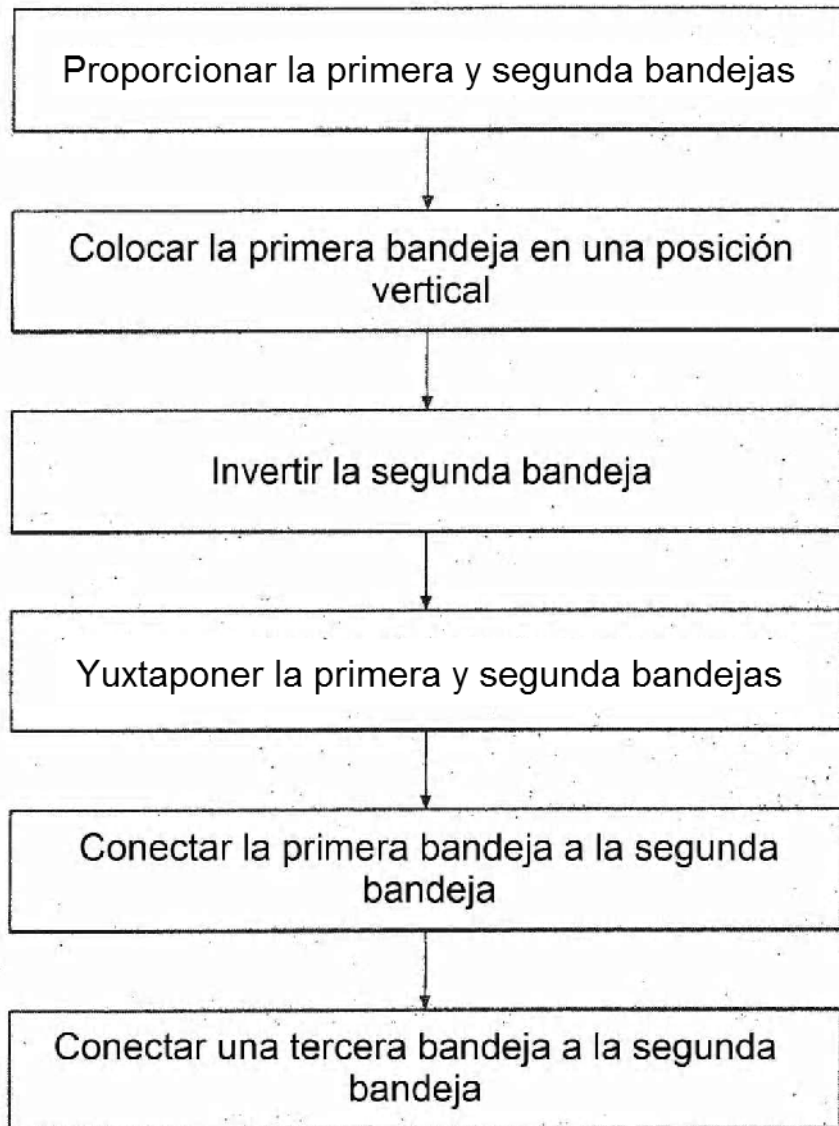 Proporcionar la primera y segunda bandejas
Colocar la primera bandeja en una posición
vertical
Invertir la segunda bandeja
Yuxtaponer la primera y segunda bandejas
Conectar la primera bandeja a la segunda
bandeja
Conectar una tercera bandeja a la segunda
bandeja